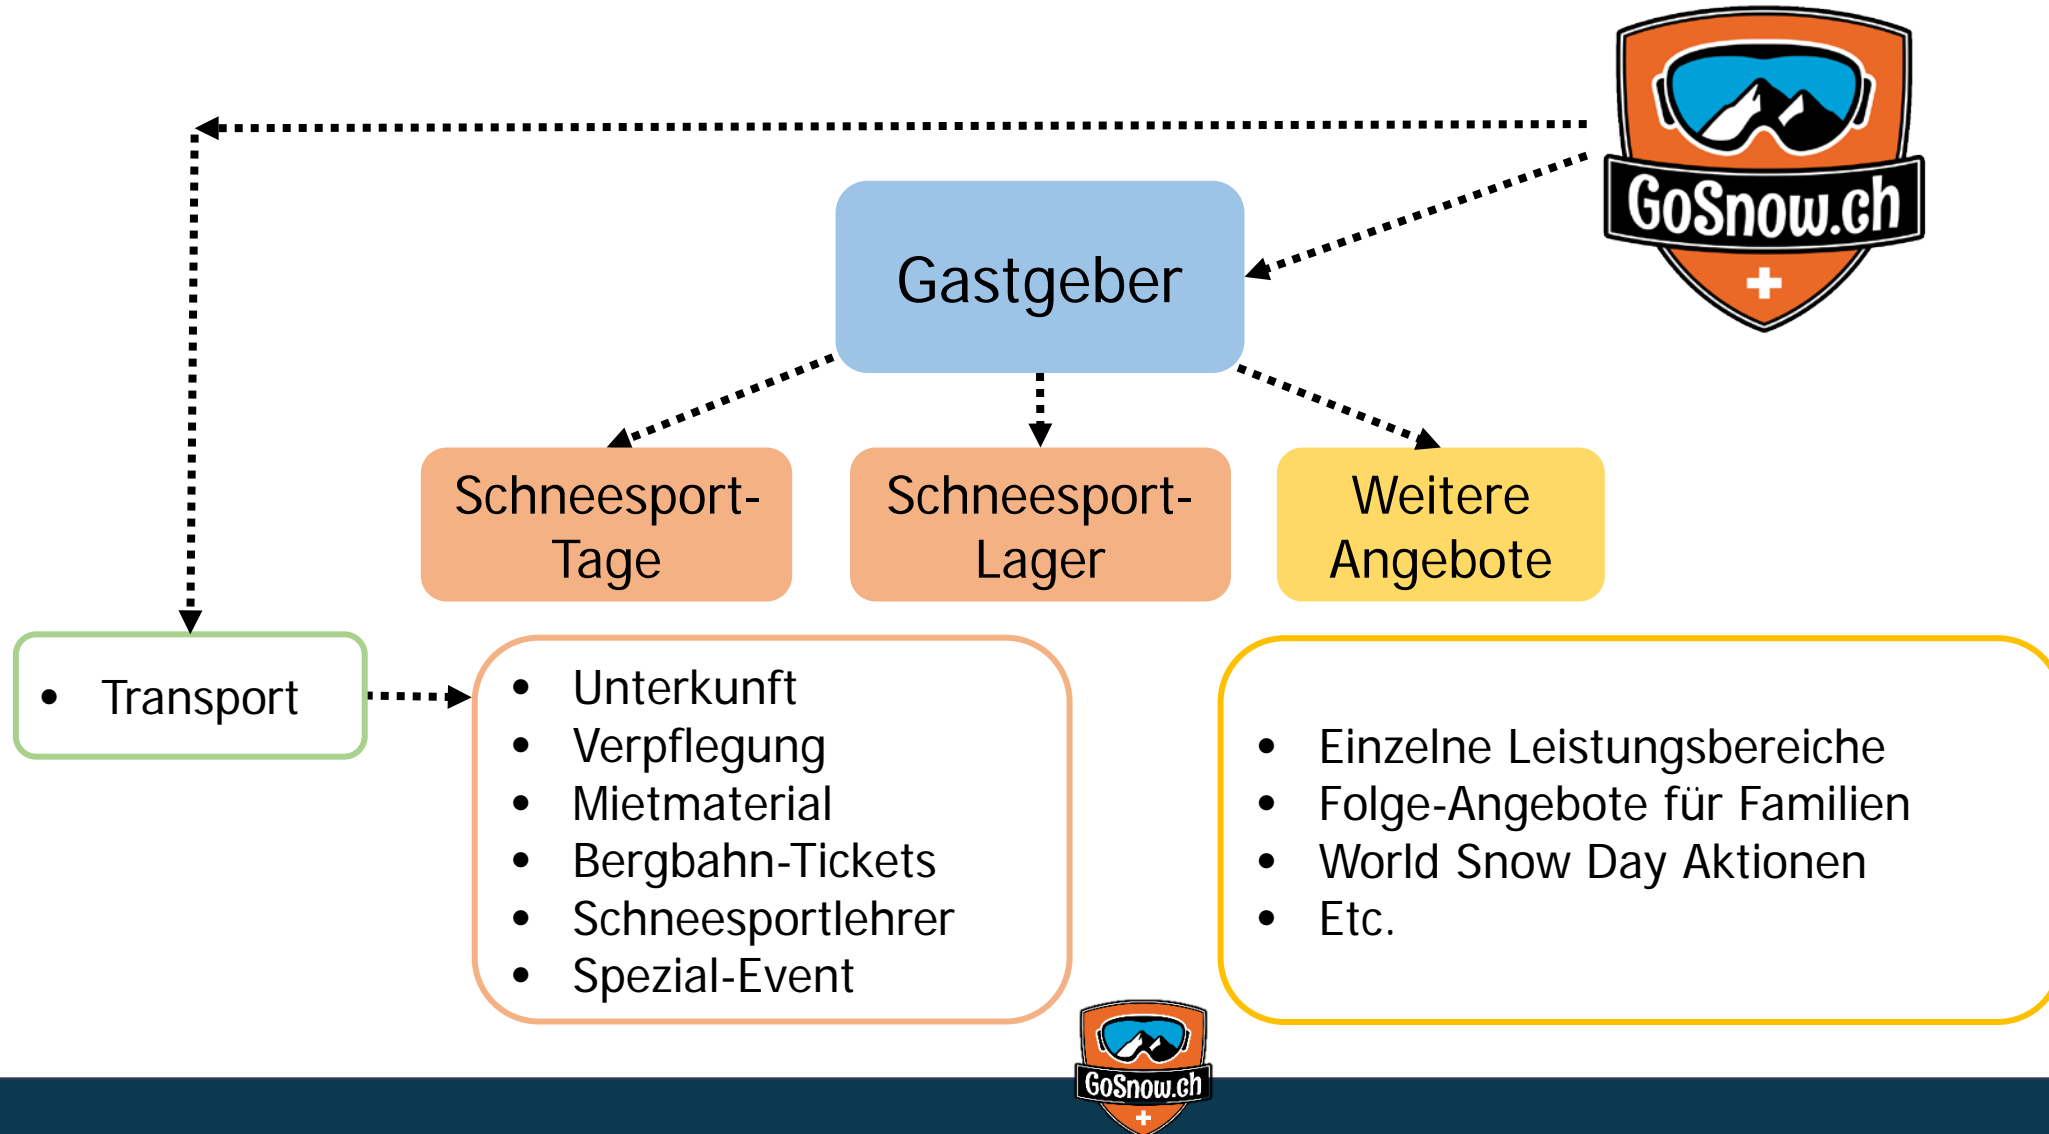 GoSnow.ch
Gastgeber
Schneesport-
Tage
Schneesport-
Lager
Weitere
Angebote
• Transport
• Unterkunft
• Verpflegung
• Mietmaterial
• Bergbahn-Tickets
• Schneesportlehrer
• Spezial-Event
• Einzelne Leistungsbereiche
• Folge-Angebote für Familien
• World Snow Day Aktionen
• Etc.
GoSnow.ch